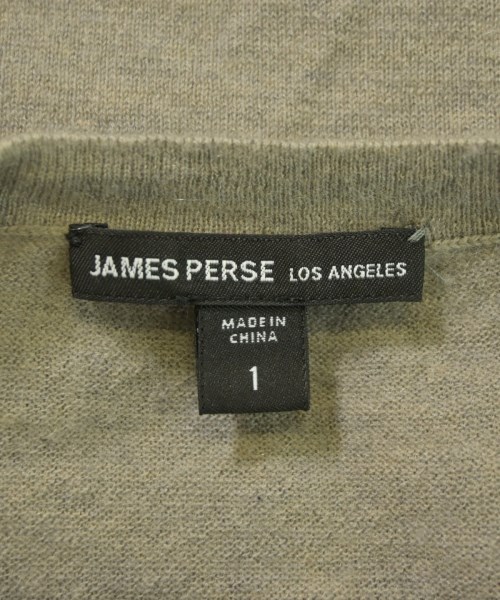 JAMES PERSE LOS ANGELES
MADE IN
CHINA
1